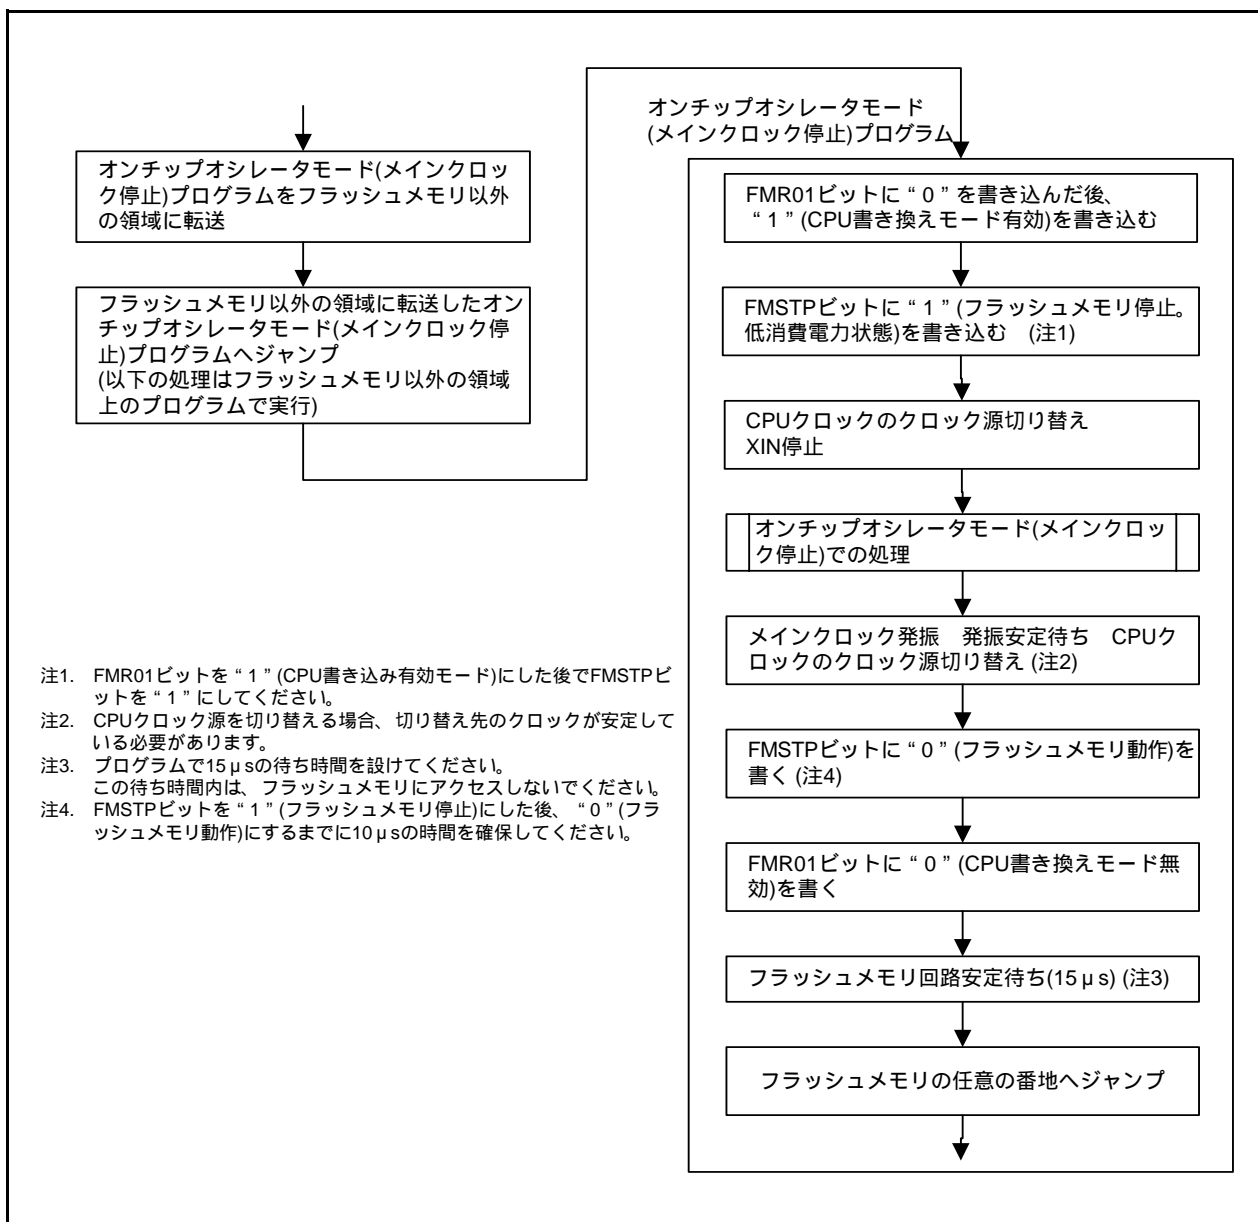 オンチップオシレータモード(メインクロッ
ク停止)プログラムをフラッシュメモリ以外
の領域に転送
フラッシュメモリ以外の領域に転送したオン
チップオシレータモード(メインクロック停
止)プログラムへジャンプ
(以下の処理はフラッシュメモリ以外の領域
上のプログラムで実行)
オンチップオシレータモード
(メインクロック停止)プログラム
FMR01ビットに“0”を書き込んだ後、
“1”(CPU書き換えモード有効)を書き込む
FMSTPビットに“1”(フラッシュメモリ停止。
低消費電力状態)を書き込む　(注1)
CPUクロックのクロック源切り替え
XIN停止
オンチップオシレータモード(メインクロッ
ク停止)での処理
メインクロック発振　発振安定待ち　CPUク
ロックのクロック源切り替え (注2)
FMSTPビットに“0”(フラッシュメモリ動作)を
書く (注4)
FMR01ビットに“0”(CPU書き換えモード無
効)を書く
フラッシュメモリ回路安定待ち(15μs) (注3)
フラッシュメモリの任意の番地へジャンプ
注1. FMR01ビットを“1”(CPU書き込み有効モード)にした後でFMSTPビ
ットを“1”にしてください。
注2. CPUクロック源を切り替える場合、切り替え先のクロックが安定して
いる必要があります。
注3. プログラムで15μsの待ち時間を設けてください。
この待ち時間内は、フラッシュメモリにアクセスしないでください。
注4. FMSTPビットを“1”(フラッシュメモリ停止)にした後、“0”(フラ
ッシュメモリ動作)にするまでに10μsの時間を確保してください。